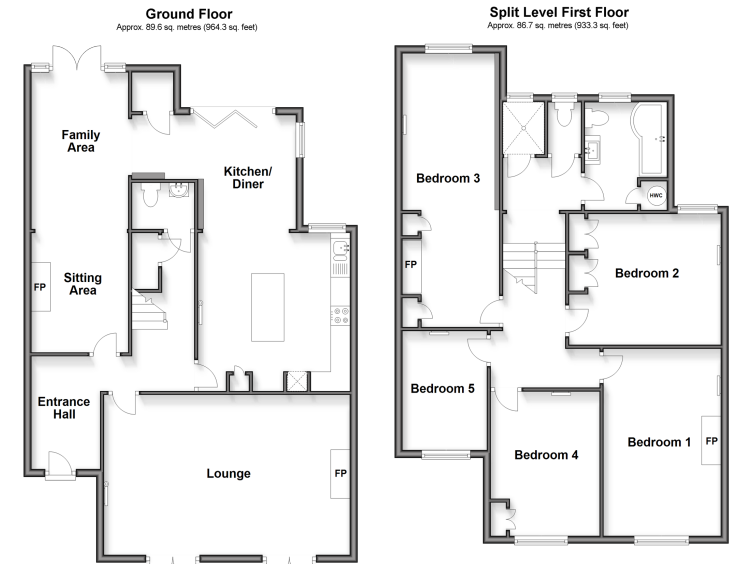 Ground Floor
Approx. 89.6 sq. metres (964.3 sq. feet)
Split Level First Floor
Approx. 86.7 sq. metres (933.3 sq. feet)
Family
Area
Kitchen/
Diner
Sitting
Area
FP
Entrance
Hall
Lounge
FP
Bedroom 3
HWC
FP
Bedroom 2
Bedroom 5
Bedroom 4
Bedroom 1
FP